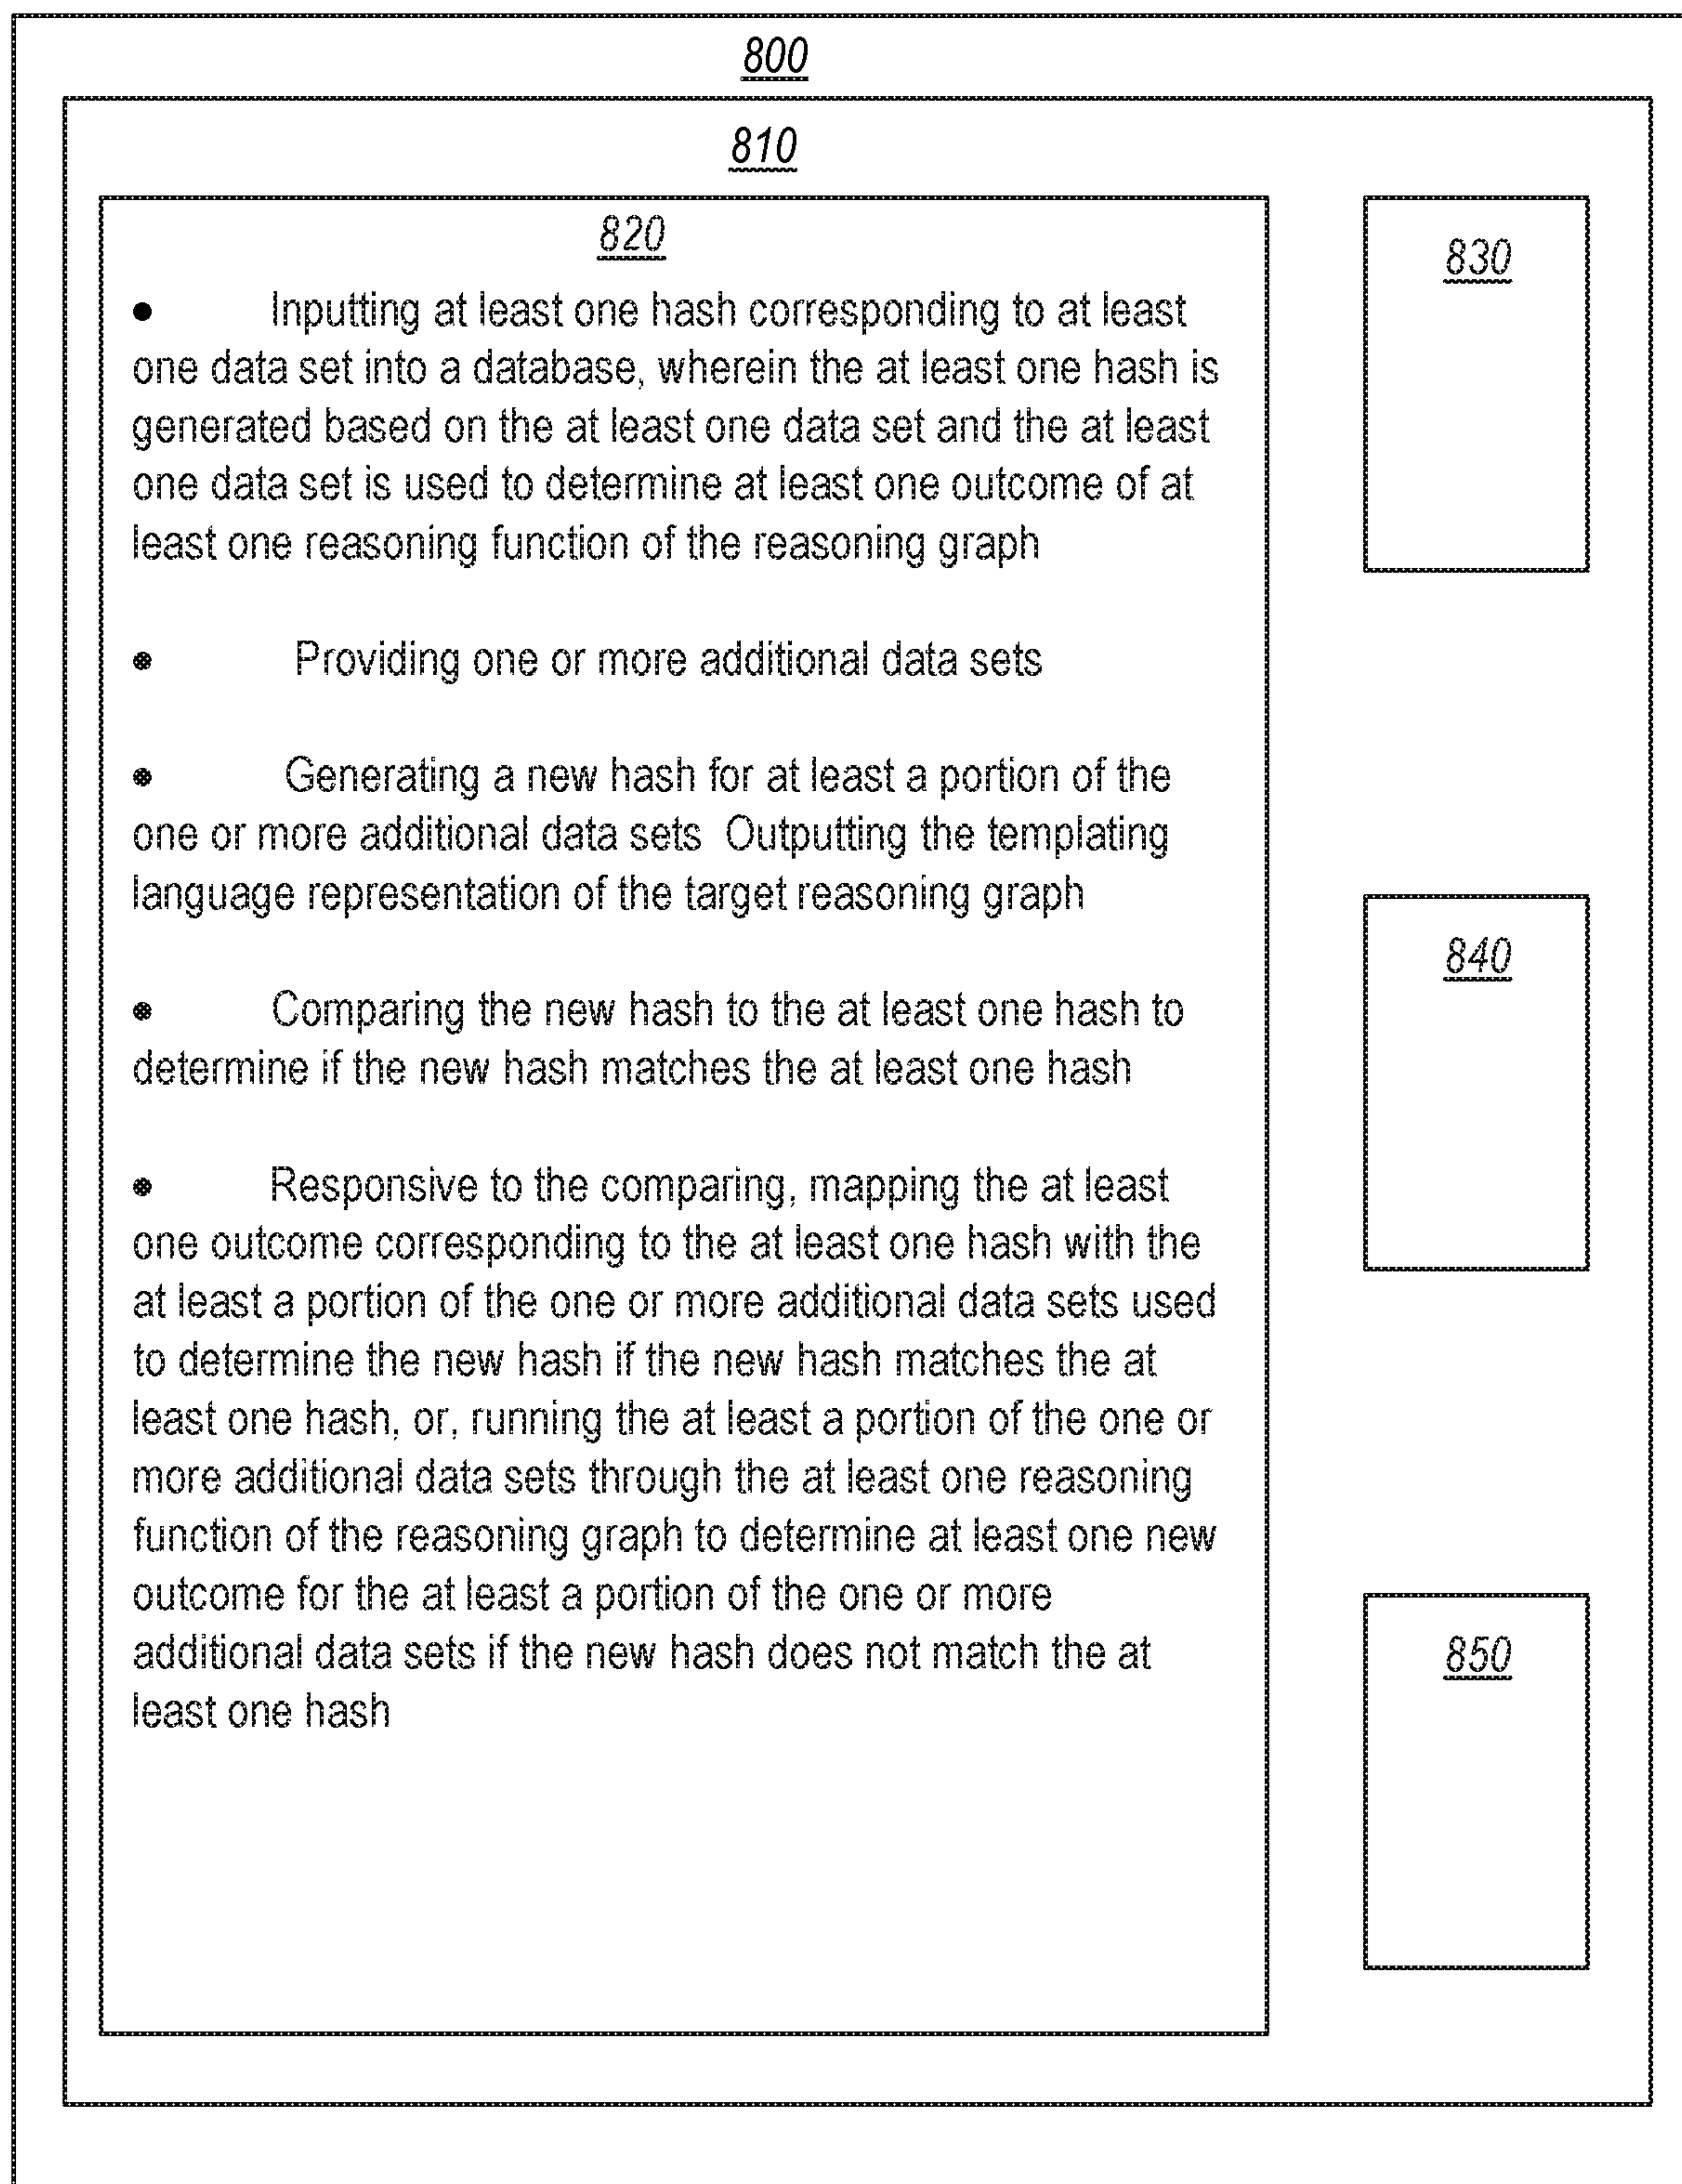 800
810
820
• Inputting at least one hash corresponding to at least
one data set into a database, wherein the at least one hash is
generated based on the at least one data set and the at least
one data set is used to determine at least one outcome of at
least one reasoning function of the reasoning graph
• Providing one or more additional data sets
• Generating a new hash for at least a portion of the
one or more additional data sets  Outputting the templating
language representation of the target reasoning graph
• Comparing the new hash to the at least one hash to
determine if the new hash matches the at least one hash
• Responsive to the comparing, mapping the at least
one outcome corresponding to the at least one hash with the
at least a portion of the one or more additional data sets used
to determine the new hash if the new hash matches the at
least one hash, or, running the at least a portion of the one or
more additional data sets through the at least one reasoning
function of the reasoning graph to determine at least one new
outcome for the at least a portion of the one or more
additional data sets if the new hash does not match the at
least one hash
830
840
850